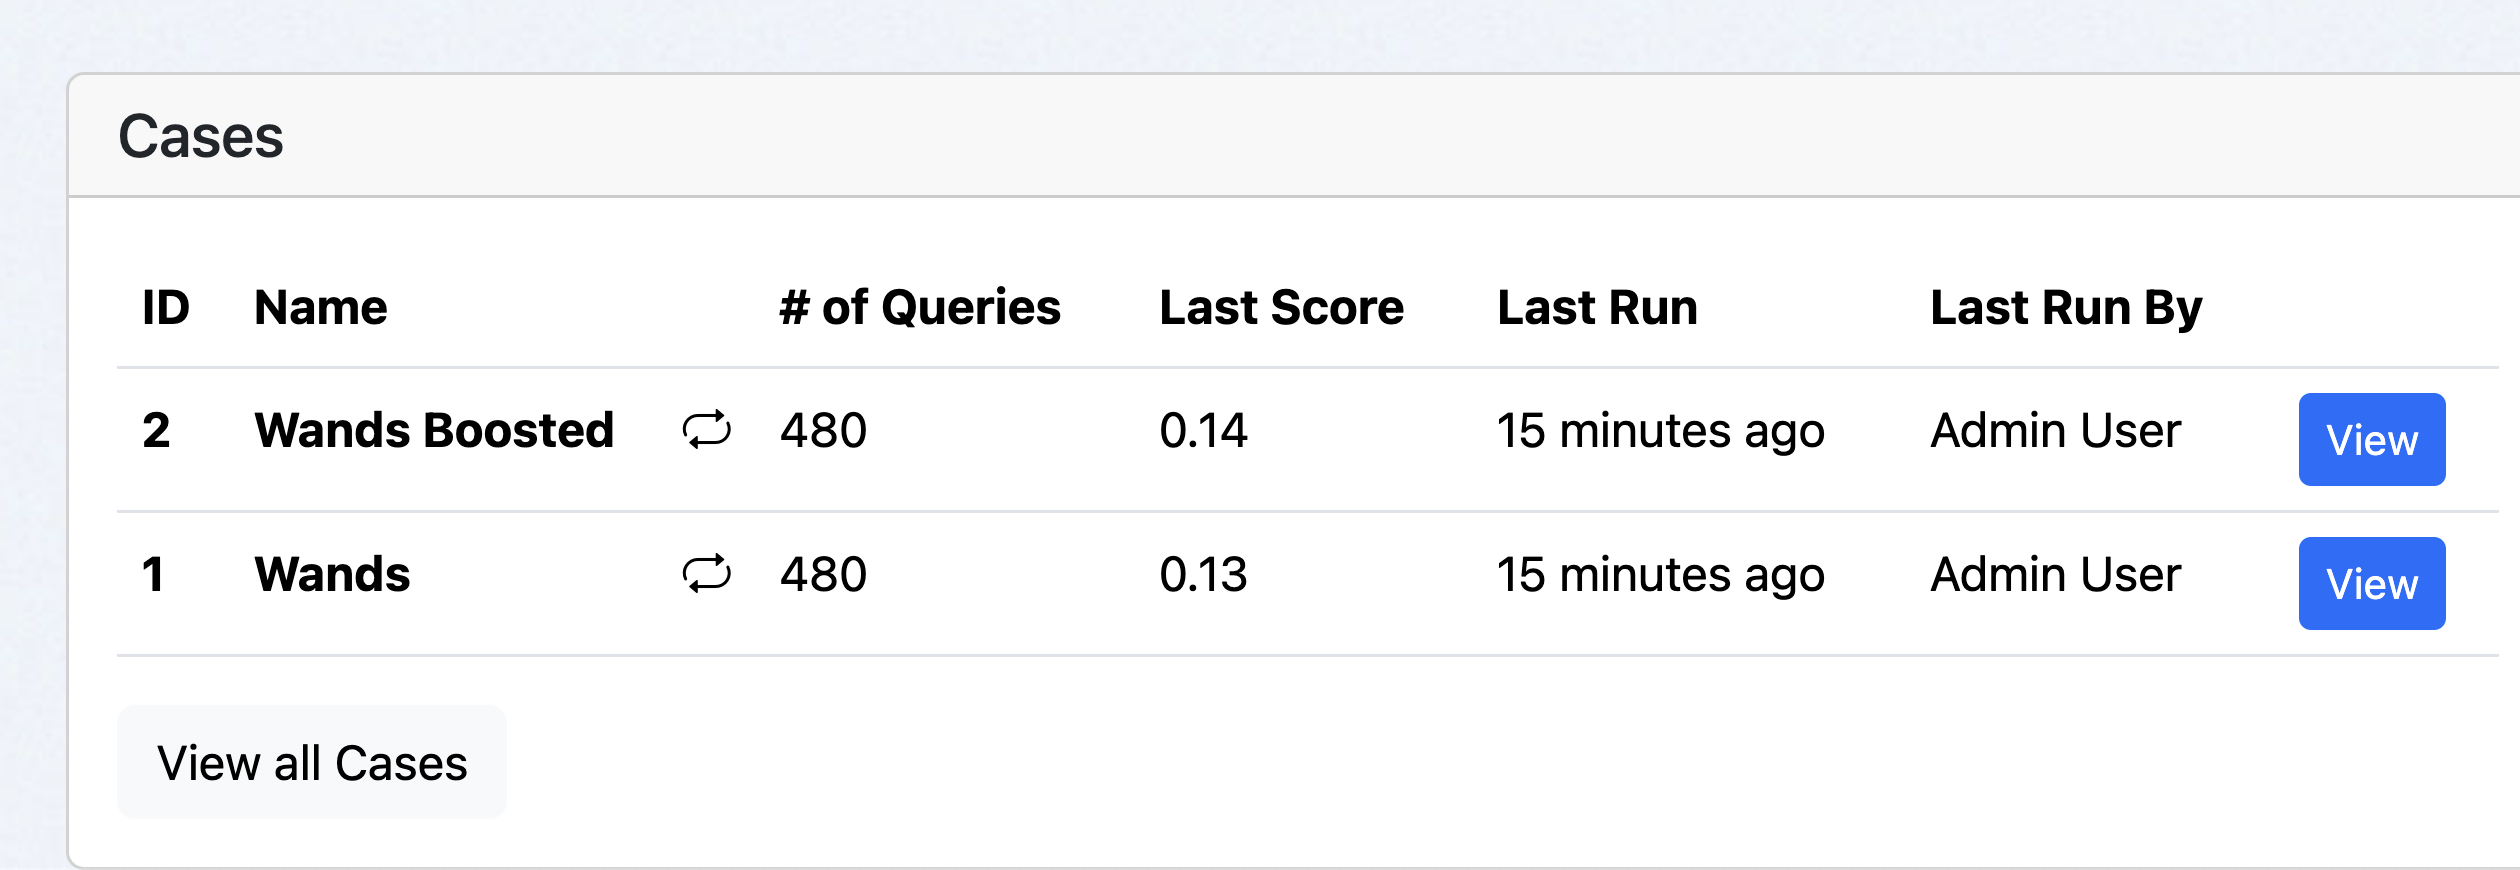 Cases
ID Name # of Queries Last Score Last Run Last Run By
2 Wands Boosted 480 0.14 15 minutes ago Admin User View
1 Wands 480 0.13 15 minutes ago Admin User View
View all Cases